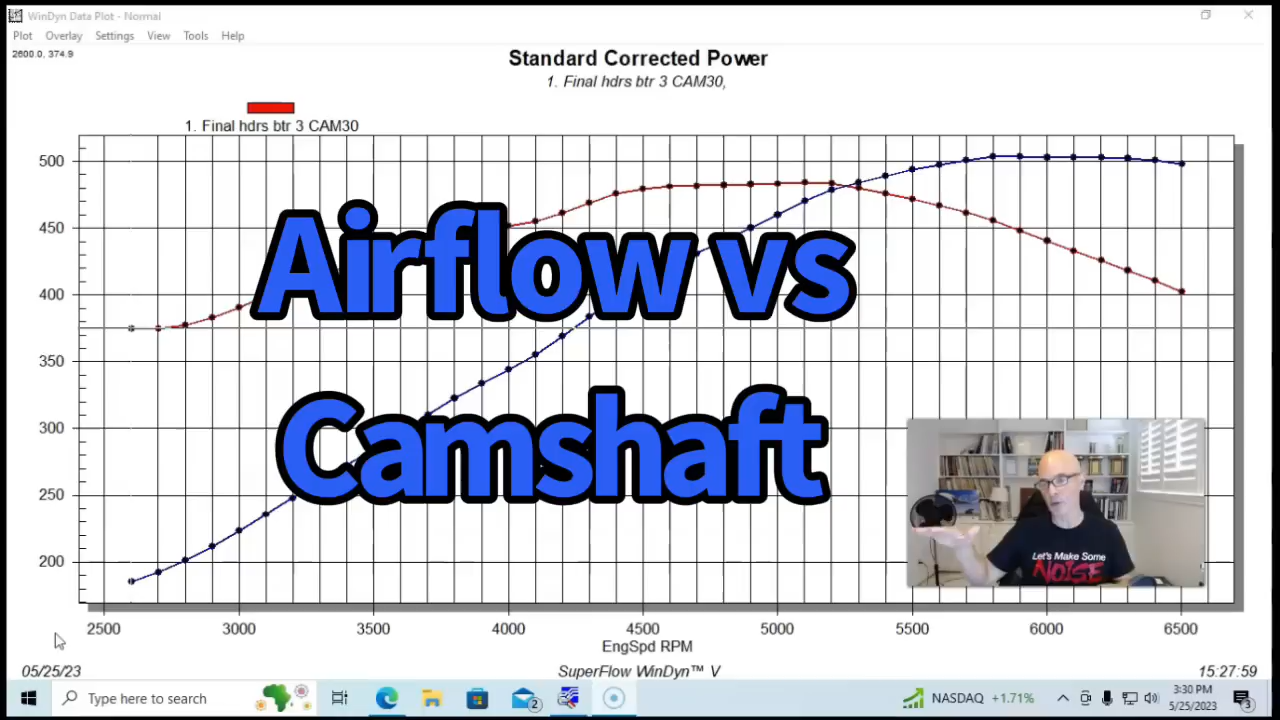 WinDyn Data Plot - Normal
Plot Overlay Settings View Tools Help
2600.0, 374.9
Standard Corrected Power
1. Final hdrs btr 3 CAM30,
1. Final hdrs btr 3 CAM30
500
450
400
350
300
250
200
Airflow vs
Camshaft
Let's Make Some
NOISE
2500 3000 3500 4000 4500 5000 5500 6000 6500
EngSpd RPM
05/25/23 SuperFlow WinDyn™ V 15:27:59
Type here to search 2 NASDAQ +1.71% 3:30 PM
5/25/2023 3